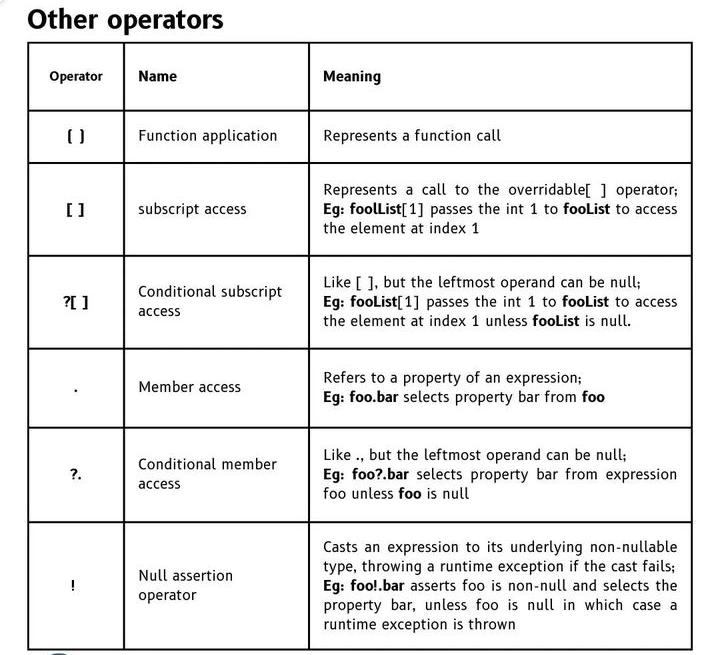 Other operators
Operator Name Meaning
( ) Function application Represents a function call
[ ] subscript access Represents a call to the overridable[ ] operator;
Eg: foolList[1] passes the int 1 to fooList to access
the element at index 1
?[ ] Conditional subscript
access
Like [ ], but the leftmost operand can be null;
Eg: fooList[1] passes the int 1 to fooList to access
the element at index 1 unless fooList is null.
. Member access
Refers to a property of an expression;
Eg: foo.bar selects property bar from foo
?. Conditional member
access
Like ., but the leftmost operand can be null;
Eg: foo?.bar selects property bar from expression
foo unless foo is null
! Null assertion
operator
Casts an expression to its underlying non-nullable
type, throwing a runtime exception if the cast fails;
Eg: foo!.bar asserts foo is non-null and selects the
property bar, unless foo is null in which case a
runtime exception is thrown